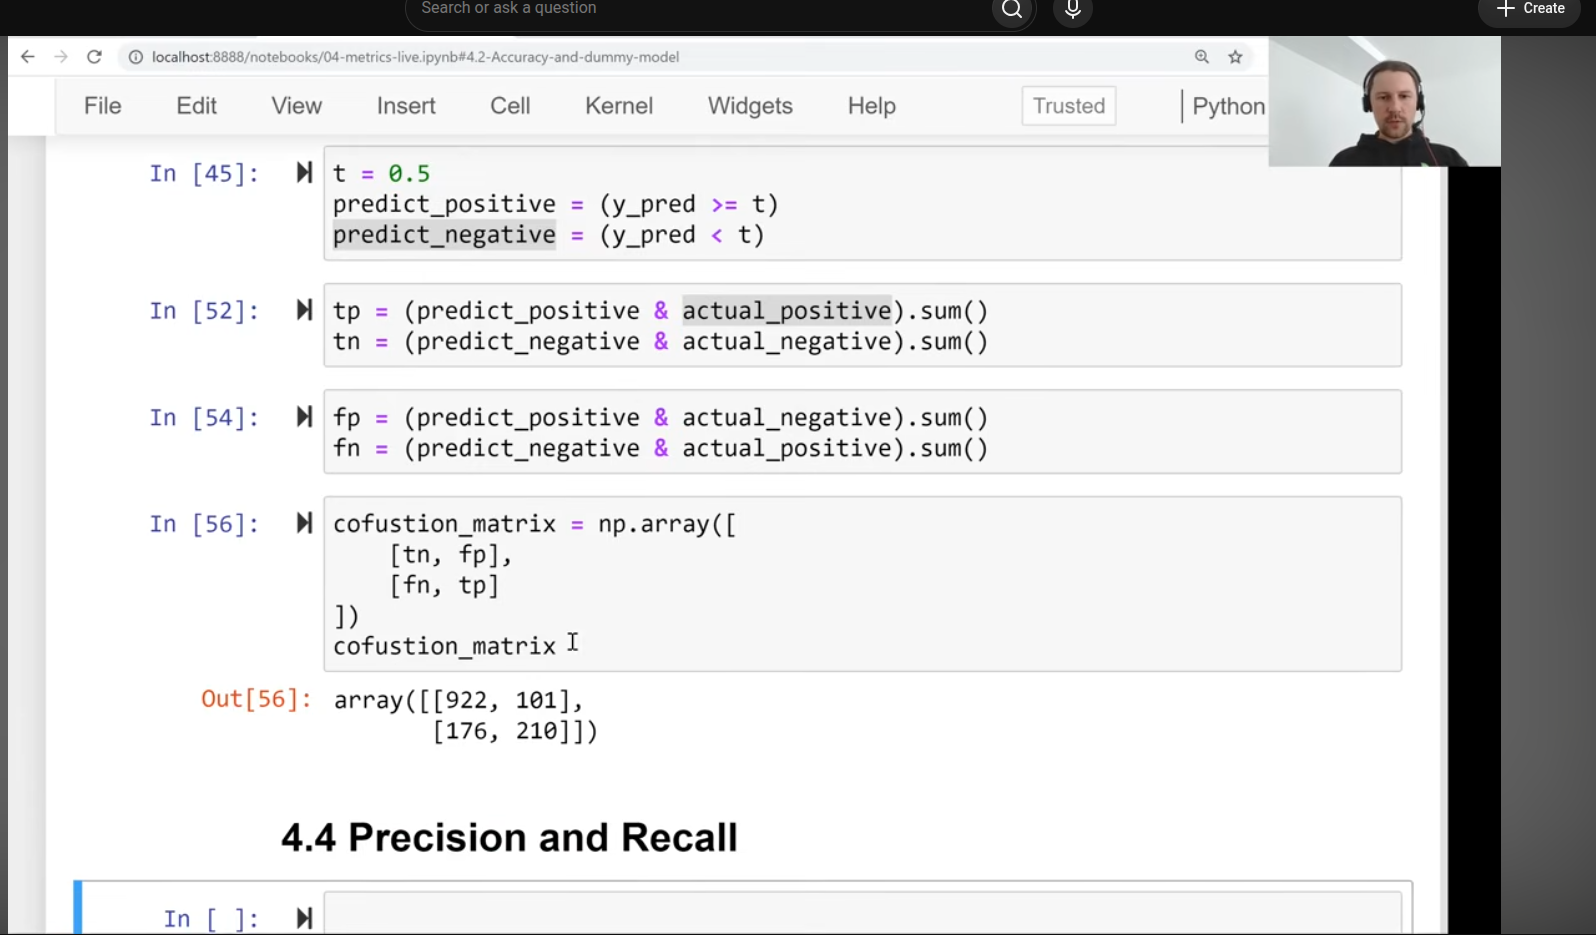 Search or ask a question
Create
localhost:8888/notebooks/04-metrics-live.ipynb#4.2-Accuracy-and-dummy-model
File Edit View Insert Cell Kernel Widgets Help Trusted Python
In [45]: t = 0.5
predict_positive = (y_pred >= t)
predict_negative = (y_pred < t)
In [52]: tp = (predict_positive & actual_positive).sum()
tn = (predict_negative & actual_negative).sum()
In [54]: fp = (predict_positive & actual_negative).sum()
fn = (predict_negative & actual_positive).sum()
In [56]: cofustion_matrix = np.array([
[tn, fp],
[fn, tp]
])
cofustion_matrix
Out[56]: array([[922, 101],
[176, 210]])
4.4 Precision and Recall
In [ ]: